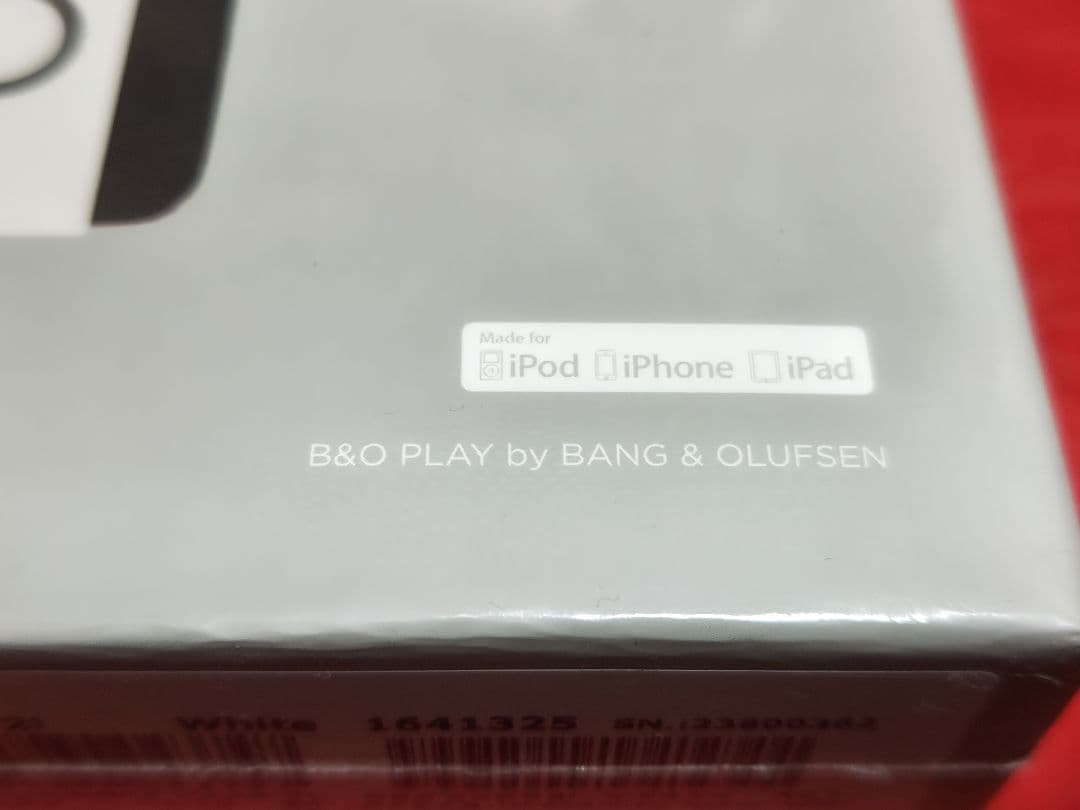 Made for
iPod iPhone iPad
B&O PLAY by BANG & OLUFSEN
White 1641325